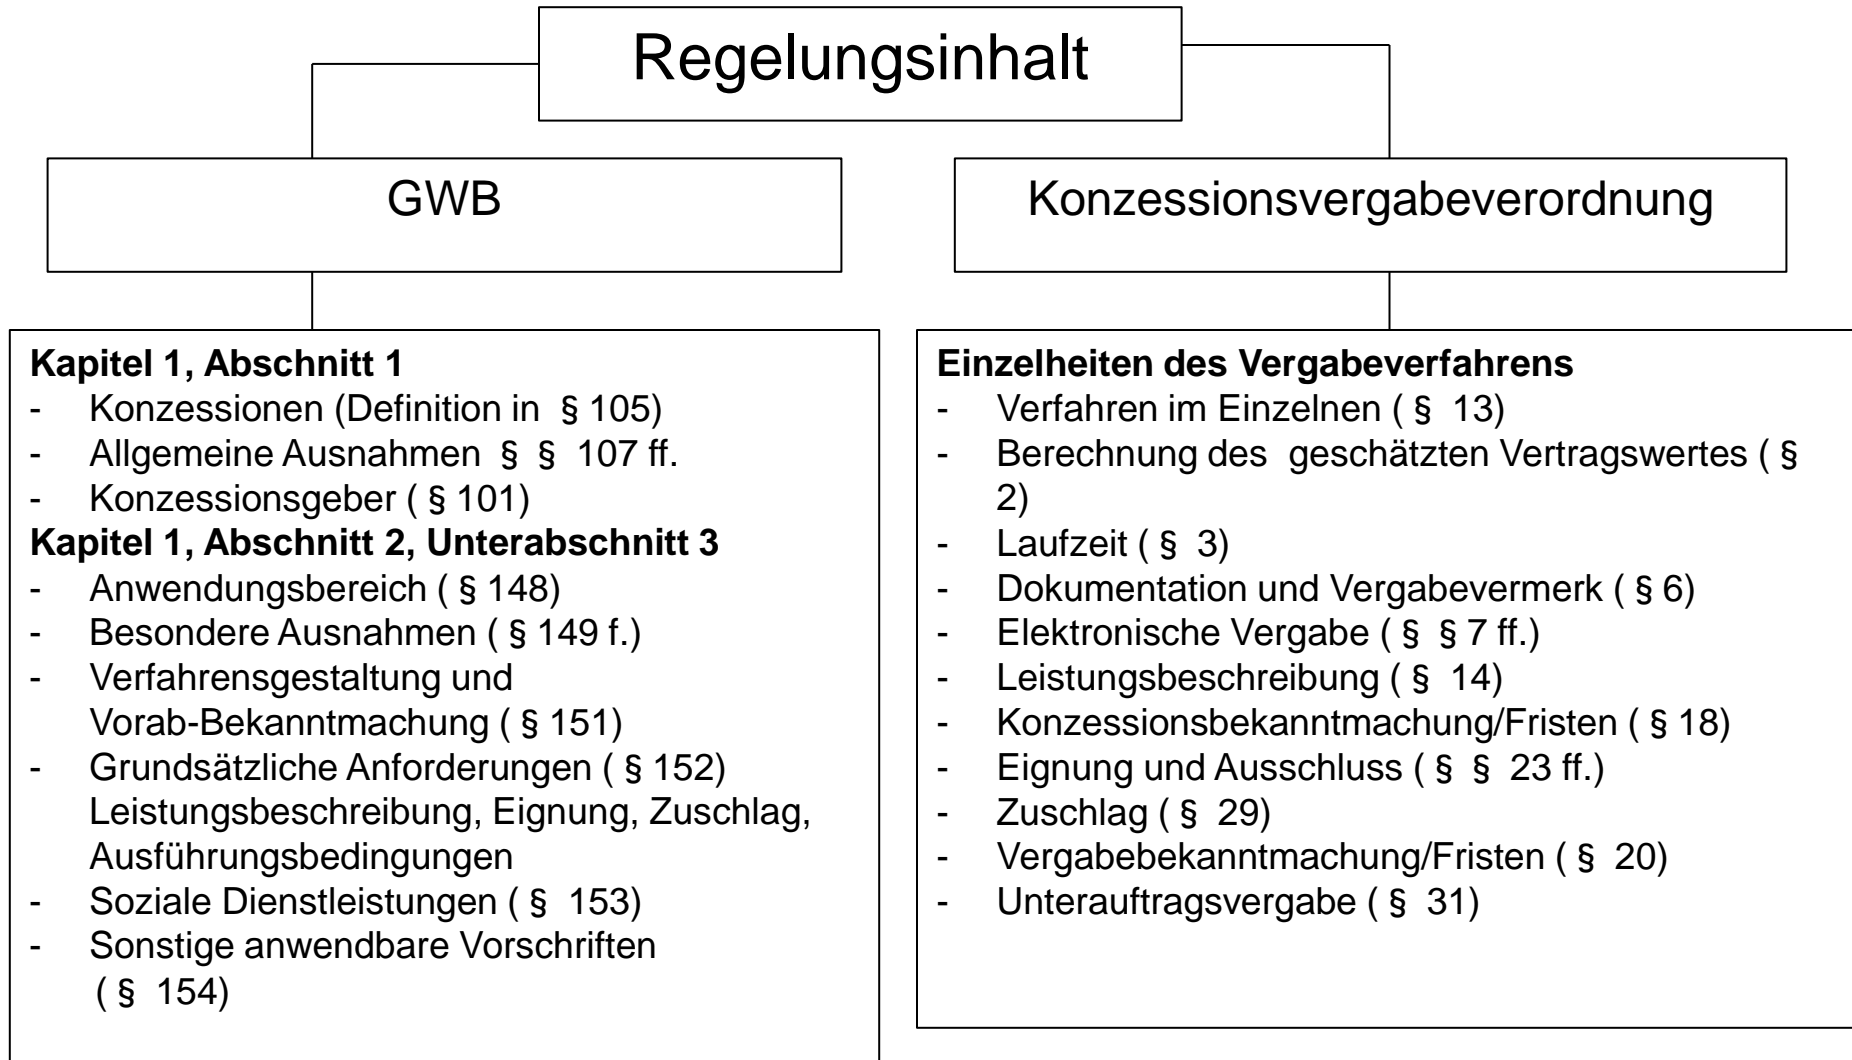 Regelungsinhalt
GWB
Konzessionsvergabeverordnung
Kapitel 1, Abschnitt 1
- Konzessionen (Definition in § 105)
- Allgemeine Ausnahmen § § 107 ff.
- Konzessionsgeber ( § 101)
Kapitel 1, Abschnitt 2, Unterabschnitt 3
- Anwendungsbereich ( § 148)
- Besondere Ausnahmen ( § 149 f.)
- Verfahrensgestaltung und
Vorab-Bekanntmachung ( § 151)
- Grundsätzliche Anforderungen ( § 152)
Leistungsbeschreibung, Eignung, Zuschlag,
Ausführungsbedingungen
- Soziale Dienstleistungen ( § 153)
- Sonstige anwendbare Vorschriften
( § 154)
Einzelheiten des Vergabeverfahrens
- Verfahren im Einzelnen ( § 13)
- Berechnung des geschätzten Vertragswertes ( §
2)
- Laufzeit ( § 3)
- Dokumentation und Vergabevermerk ( § 6)
- Elektronische Vergabe ( § § 7 ff.)
- Leistungsbeschreibung ( § 14)
- Konzessionsbekanntmachung/Fristen ( § 18)
- Eignung und Ausschluss ( § § 23 ff.)
- Zuschlag ( § 29)
- Vergabebekanntmachung/Fristen ( § 20)
- Unterauftragsvergabe ( § 31)